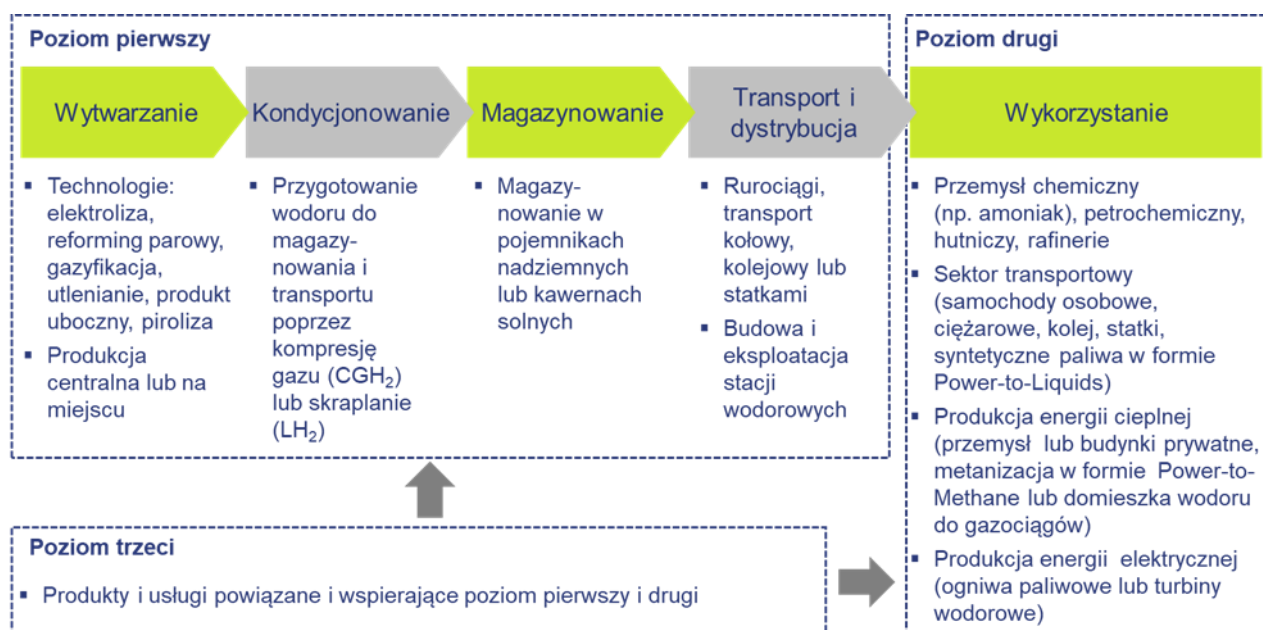 Poziom pierwszy
Wytwarzanie
Technologie:
elektroliza,
reforming parowy,
gazyfikacja,
utlenianie, produkt
uboczny, piroliza
Produkcja
centralna lub na
miejscu
Kondycjonowanie
Przygotowanie
wodoru do
magazy-
nowania i
transportu
poprzez
kompresję
gazu (CGH₂)
lub skraplanie
(LH₂)
Magazynowanie
Magazy-
nowanie w
pojemnikach
nadziemnych
lub kawernach
solnych
Transport i
dystrybucja
Rurociągi,
transport
kołowy,
kolejowy lub
statkami
Budowa i
eksploatacja
stacji
wodorowych
Poziom drugi
Wykorzystanie
Przemysł chemiczny
(np. amoniak), petrochemiczny,
hutniczy, rafinerie
Sektor transportowy
(samochody osobowe,
ciężarowe, kolej, statki,
syntetyczne paliwa w formie
Power-to-Liquids)
Produkcja energii cieplnej
(przemysł lub budynki prywatne,
metanizacja w formie Power-to-
Methane lub domieszka wodoru
do gazociągów)
Produkcja energii elektrycznej
(ogniwa paliwowe lub turbiny
wodorowe)
Poziom trzeci
Produkty i usługi powiązane i wspierające poziom pierwszy i drugi